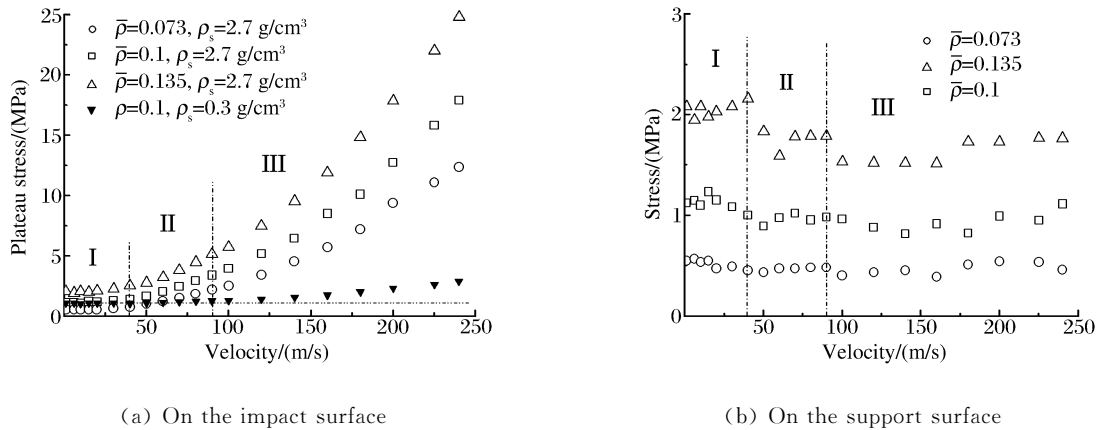 25
20
15
10
5
0
Plateau stress/(MPa)
ρ̅=0.073, ρs=2.7 g/cm³
ρ̅=0.1, ρs=2.7 g/cm³
ρ̅=0.135, ρs=2.7 g/cm³
ρ=0.1, ρs=0.3 g/cm³
I
II
III
50
100
150
200
250
Velocity/(m/s)
(a) On the impact surface
3
2
1
0
Stress/(MPa)
ρ̅=0.073
ρ̅=0.135
ρ̅=0.1
I
II
III
50
100
150
200
250
Velocity/(m/s)
(b) On the support surface